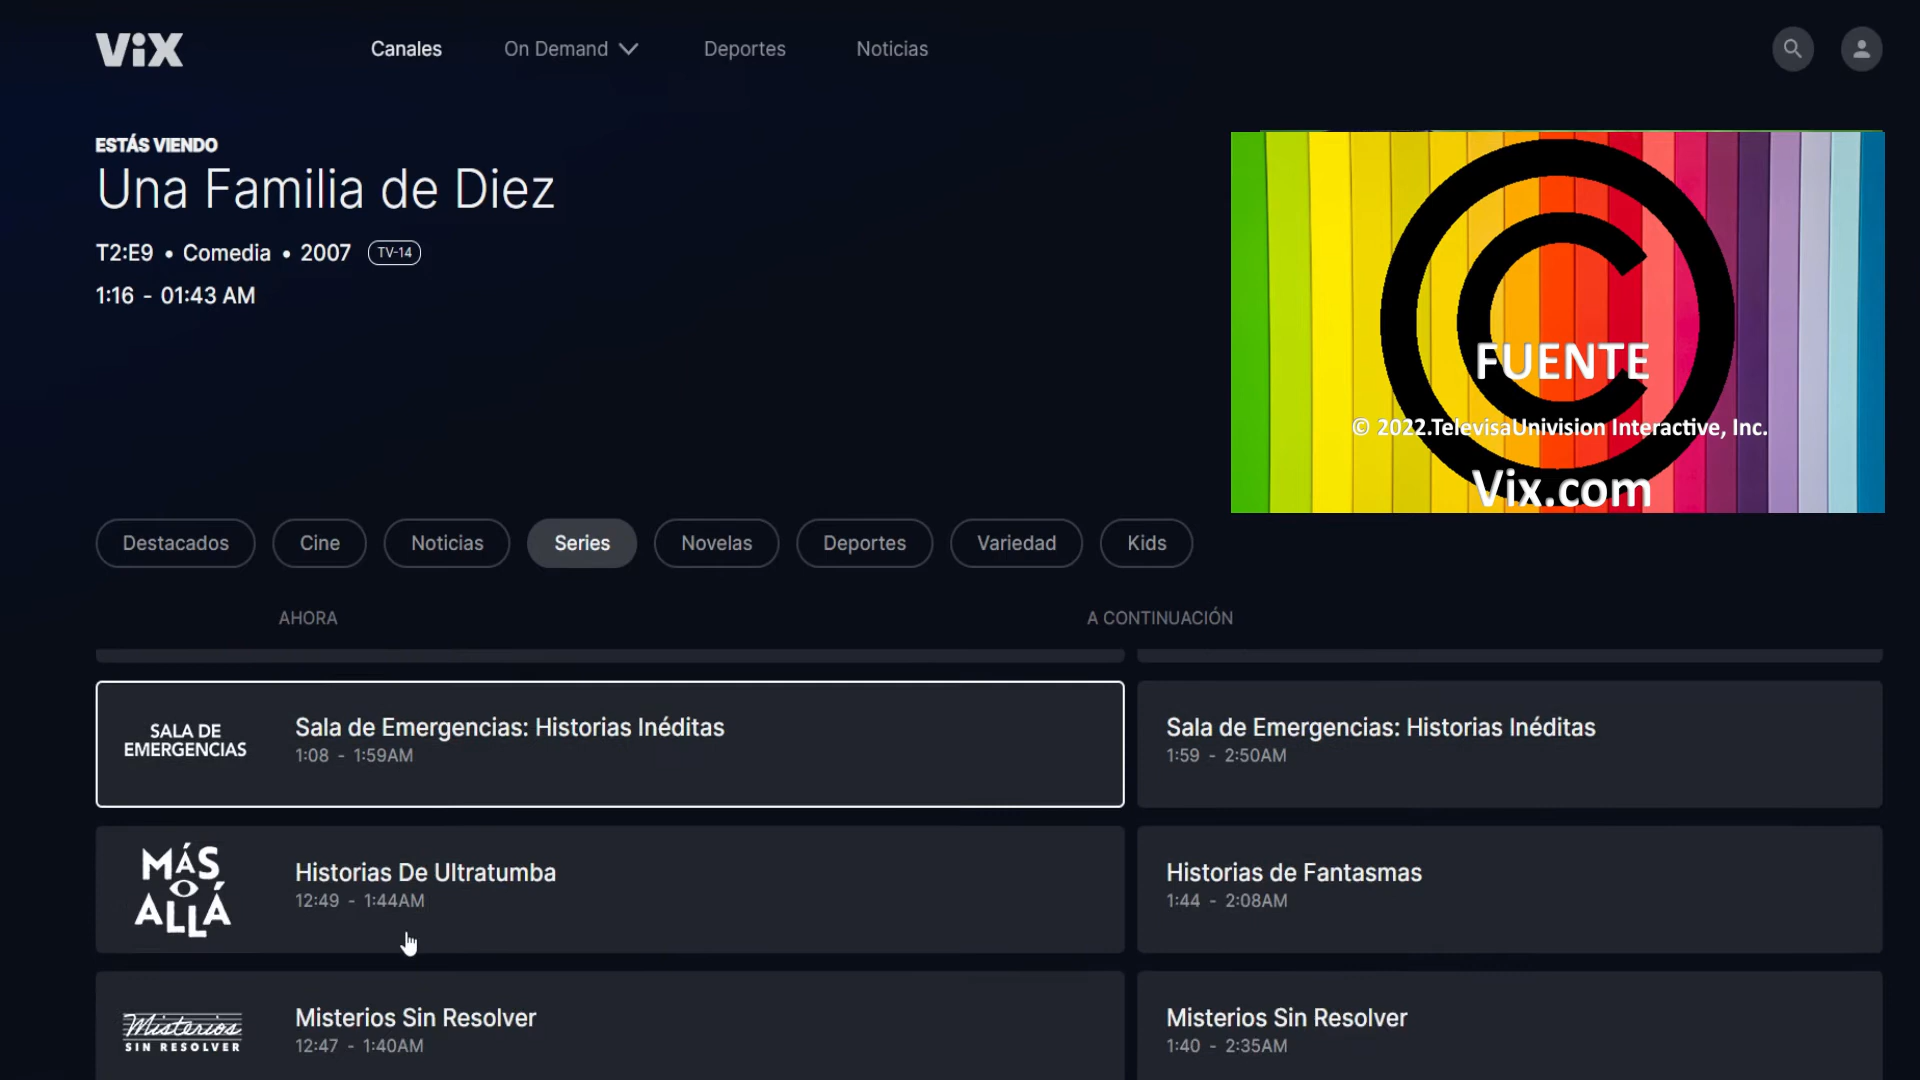 ViX
Canales
On Demand
Deportes
Noticias
ESTÁS VIENDO
Una Familia de Diez
T2:E9 • Comedia • 2007 TV-14
1:16 - 01:43 AM
FUENTE
© 2022.TelevisaUnivision Interactive, Inc.
Vix.com
Destacados
Cine
Noticias
Series
Novelas
Deportes
Variedad
Kids
AHORA
A CONTINUACIÓN
SALA DE
EMERGENCIAS
Sala de Emergencias: Historias Inéditas
1:08 - 1:59AM
Sala de Emergencias: Historias Inéditas
1:59 - 2:50AM
MÁS
ALLÁ
Historias De Ultratumba
12:49 - 1:44AM
Historias de Fantasmas
1:44 - 2:08AM
Misterios
SIN RESOLVER
Misterios Sin Resolver
12:47 - 1:40AM
Misterios Sin Resolver
1:40 - 2:35AM